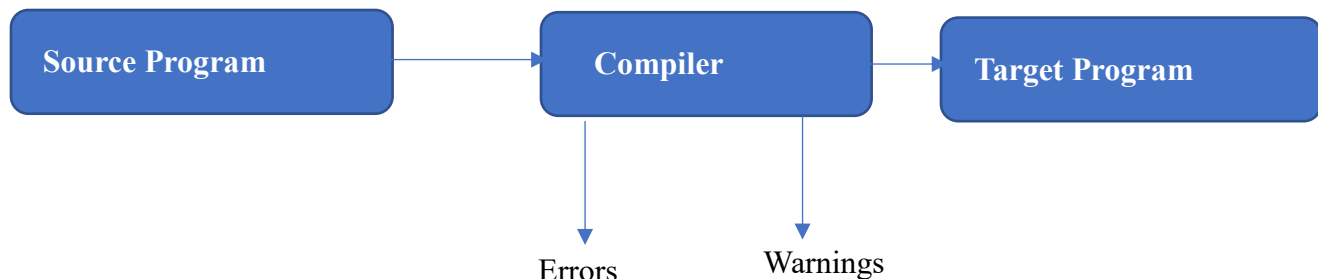 Source Program
Compiler
Target Program
Errors
Warnings